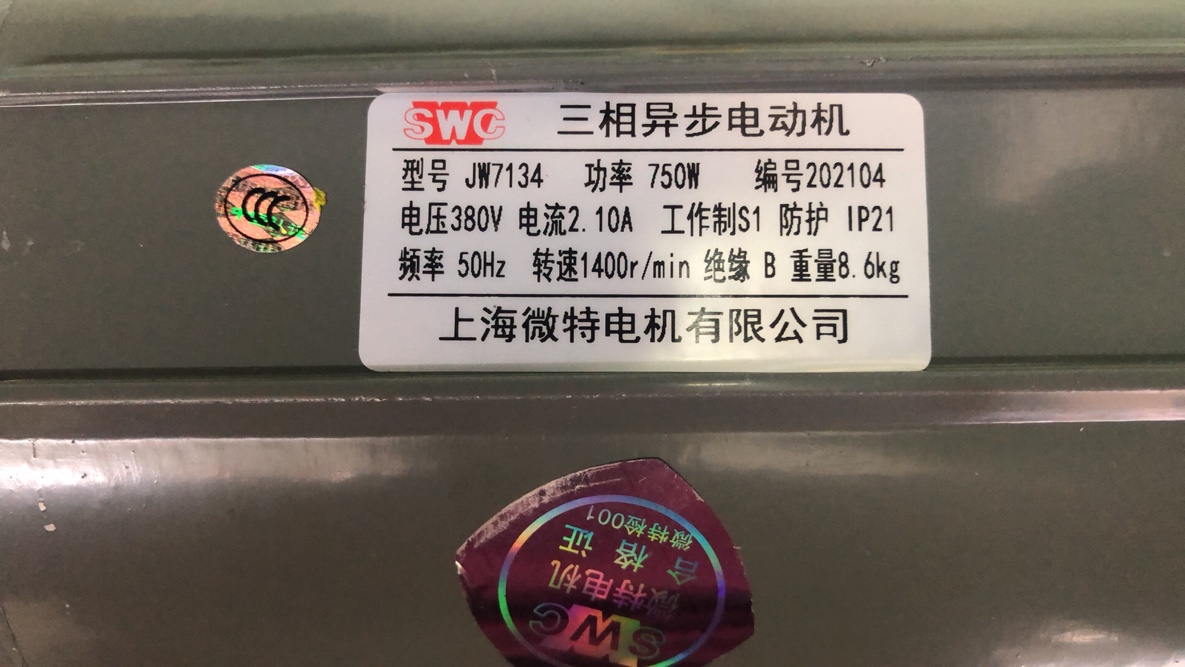 SWC 三相异步电动机
型号 JW7134 功率 750W 编号202104
电压380V 电流2.10A 工作制S1 防护 IP21
频率 50Hz 转速1400r/min 绝缘 B 重量8.6kg
上海微特电机有限公司
CCC
SWC
微特电机
合格证
微特检001